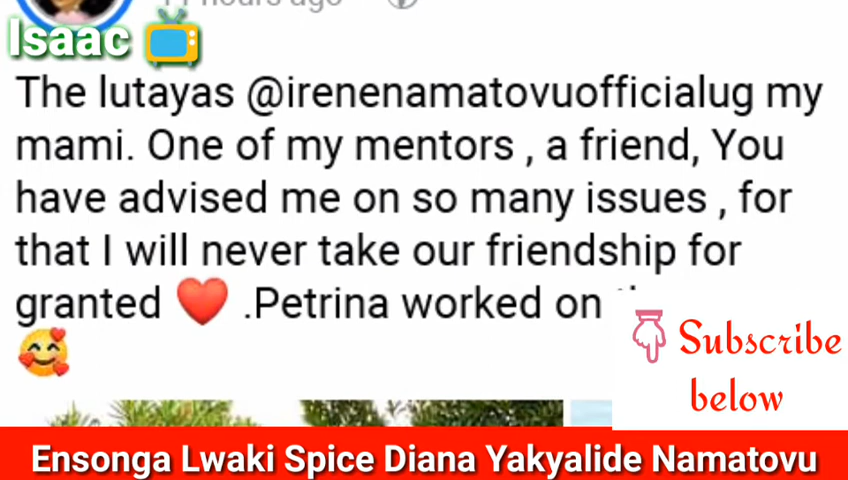 hours ago
Isaac
The lutayas @irenenamatovuofficialug my
mami. One of my mentors , a friend, You
have advised me on so many issues , for
that I will never take our friendship for
granted ❤️ .Petrina worked on
🥰
Subscribe
below
Ensonga Lwaki Spice Diana Yakyalide Namatovu